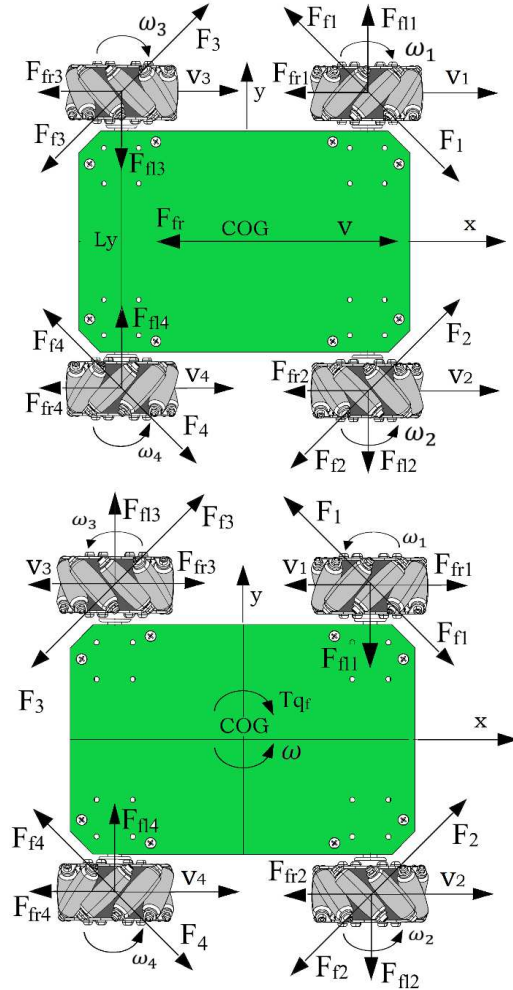 ω3 F3 Ff1 Ffl1 ω1
Ffr3 v3 Ffr1 v1
Ff3 Ffl3 y F1
Ly Ffr COG v x
Ff4 Ffl4 F2
Ffr4 v4 Ffr2 v2
ω4 F4 Ff2 Ffl2 ω2
ω3 Ffl3 Ff3 F1 ω1
v3 Ffr3 v1 Ffr1
y Ff1
F3 Ffl1
Tqf
COG x
ω
Ff4 Ffl4 F2
Ffr4 v4 Ffr2 v2
ω4 F4 Ff2 Ffl2 ω2